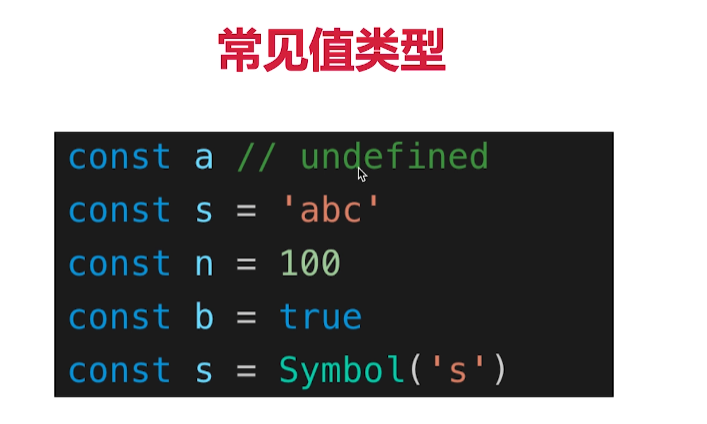 常见值类型
const a // undefined
const s = 'abc'
const n = 100
const b = true
const s = Symbol('s')